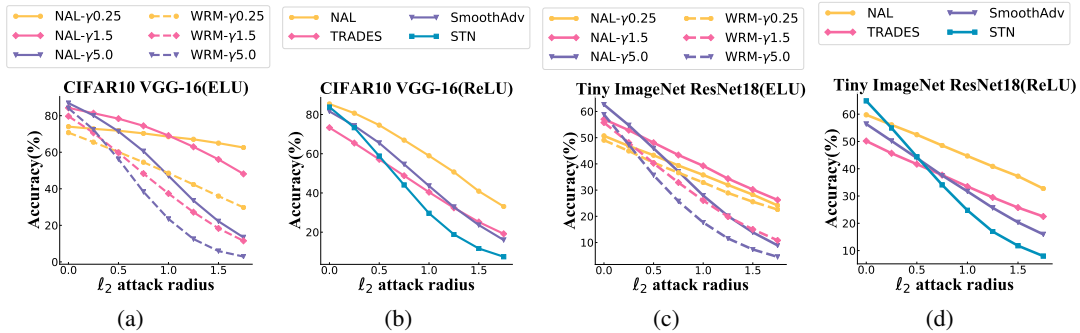 NAL-γ0.25 WRM-γ0.25
NAL-γ1.5 WRM-γ1.5
NAL-γ5.0 WRM-γ5.0
CIFAR10 VGG-16(ELU)
Accuracy(%)
80
60
40
20
0
0.0 0.5 1.0 1.5
ℓ2 attack radius
(a)
NAL SmoothAdv
TRADES STN
CIFAR10 VGG-16(ReLU)
Accuracy(%)
80
60
40
20
0.0 0.5 1.0 1.5
ℓ2 attack radius
(b)
NAL-γ0.25 WRM-γ0.25
NAL-γ1.5 WRM-γ1.5
NAL-γ5.0 WRM-γ5.0
Tiny ImageNet ResNet18(ELU)
Accuracy(%)
60
50
40
30
20
10
0.0 0.5 1.0 1.5
ℓ2 attack radius
(c)
NAL SmoothAdv
TRADES STN
Tiny ImageNet ResNet18(ReLU)
Accuracy(%)
60
50
40
30
20
10
0.0 0.5 1.0 1.5
ℓ2 attack radius
(d)